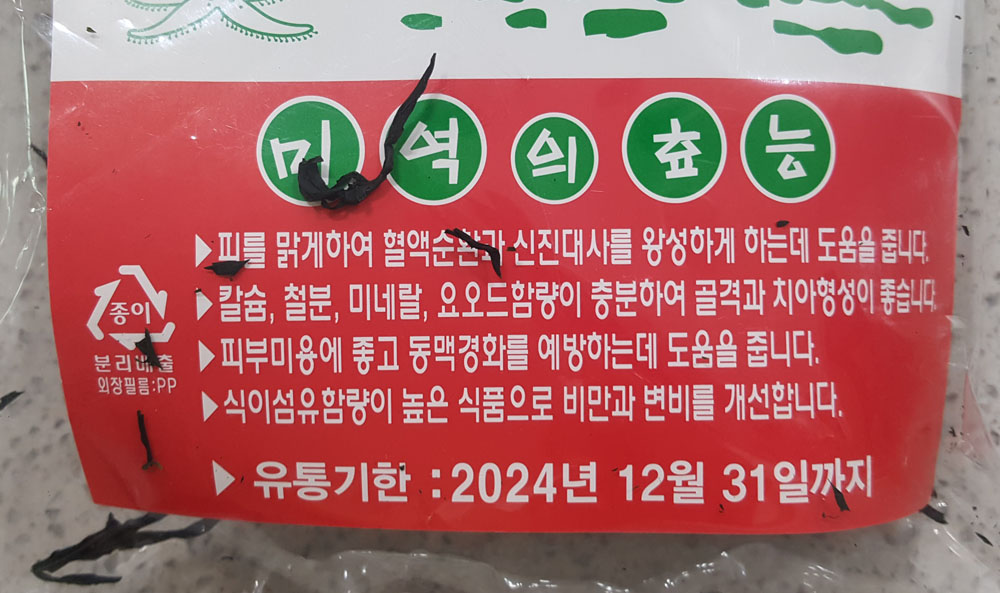 미역의효능
▶피를 맑게하여 혈액순환과 신진대사를 왕성하게 하는데 도움을 줍니다.
▶칼슘, 철분, 미네랄, 요오드함량이 충분하여 골격과 치아형성이 좋습니다.
▶피부미용에 좋고 동맥경화를 예방하는데 도움을 줍니다.
▶식이섬유함량이 높은 식품으로 비만과 변비를 개선합니다.
종이
분리배출
외장필름:PP
▶ 유통기한 : 2024년 12월 31일까지